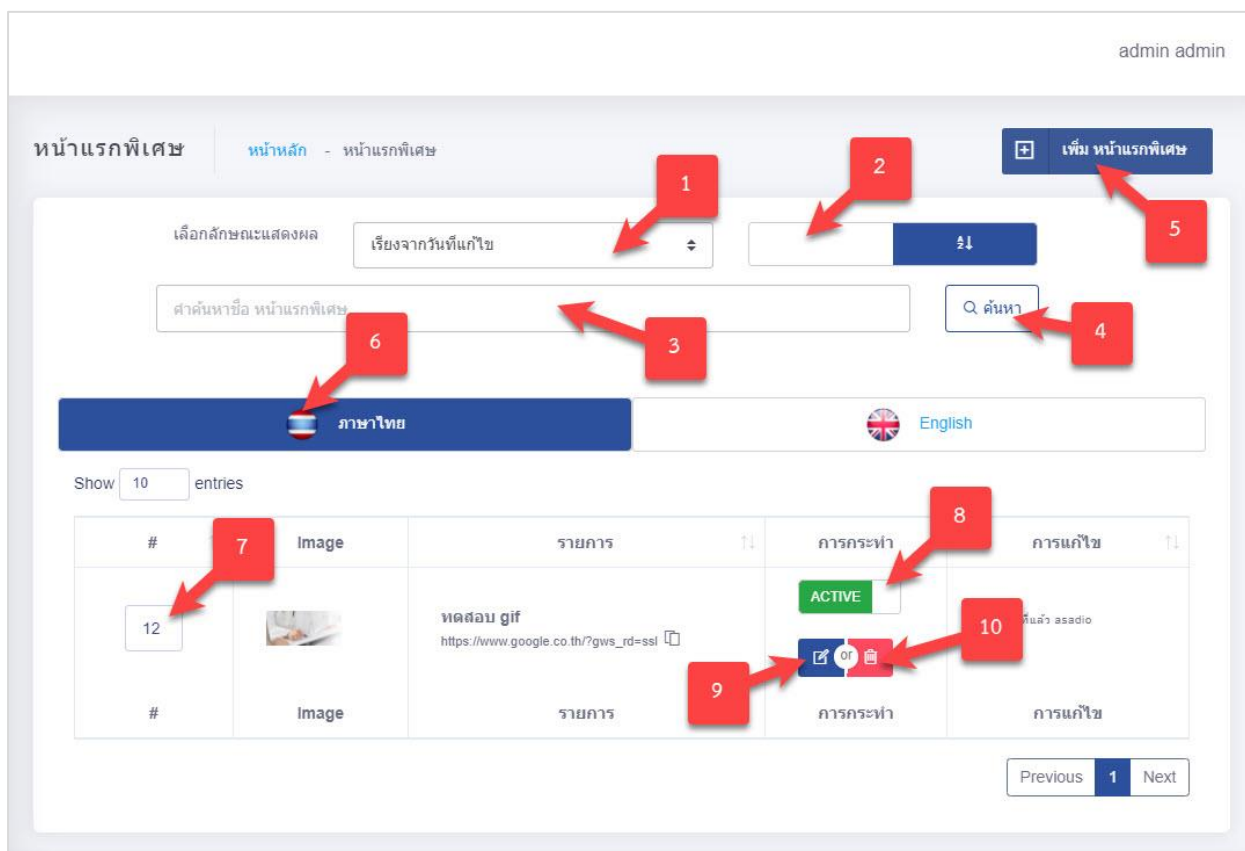 admin admin
หน้าแรกพิเศษ
หน้าหลัก - หน้าแรกพิเศษ
เพิ่ม หน้าแรกพิเศษ
1
2
5
เลือกลักษณะแสดงผล
เรียงจากวันที่แก้ไข
คำค้นหาชื่อ หน้าแรกพิเศษ
ค้นหา
6
3
4
ภาษาไทย
English
Show 10 entries
8
# 7 Image รายการ การกระทำ การแก้ไข
12
ทดสอบ gif
https://www.google.co.th/?gws_rd=ssl
ACTIVE
or
9
10
ที่แล้ว asadio
# Image รายการ การกระทำ การแก้ไข
Previous 1 Next